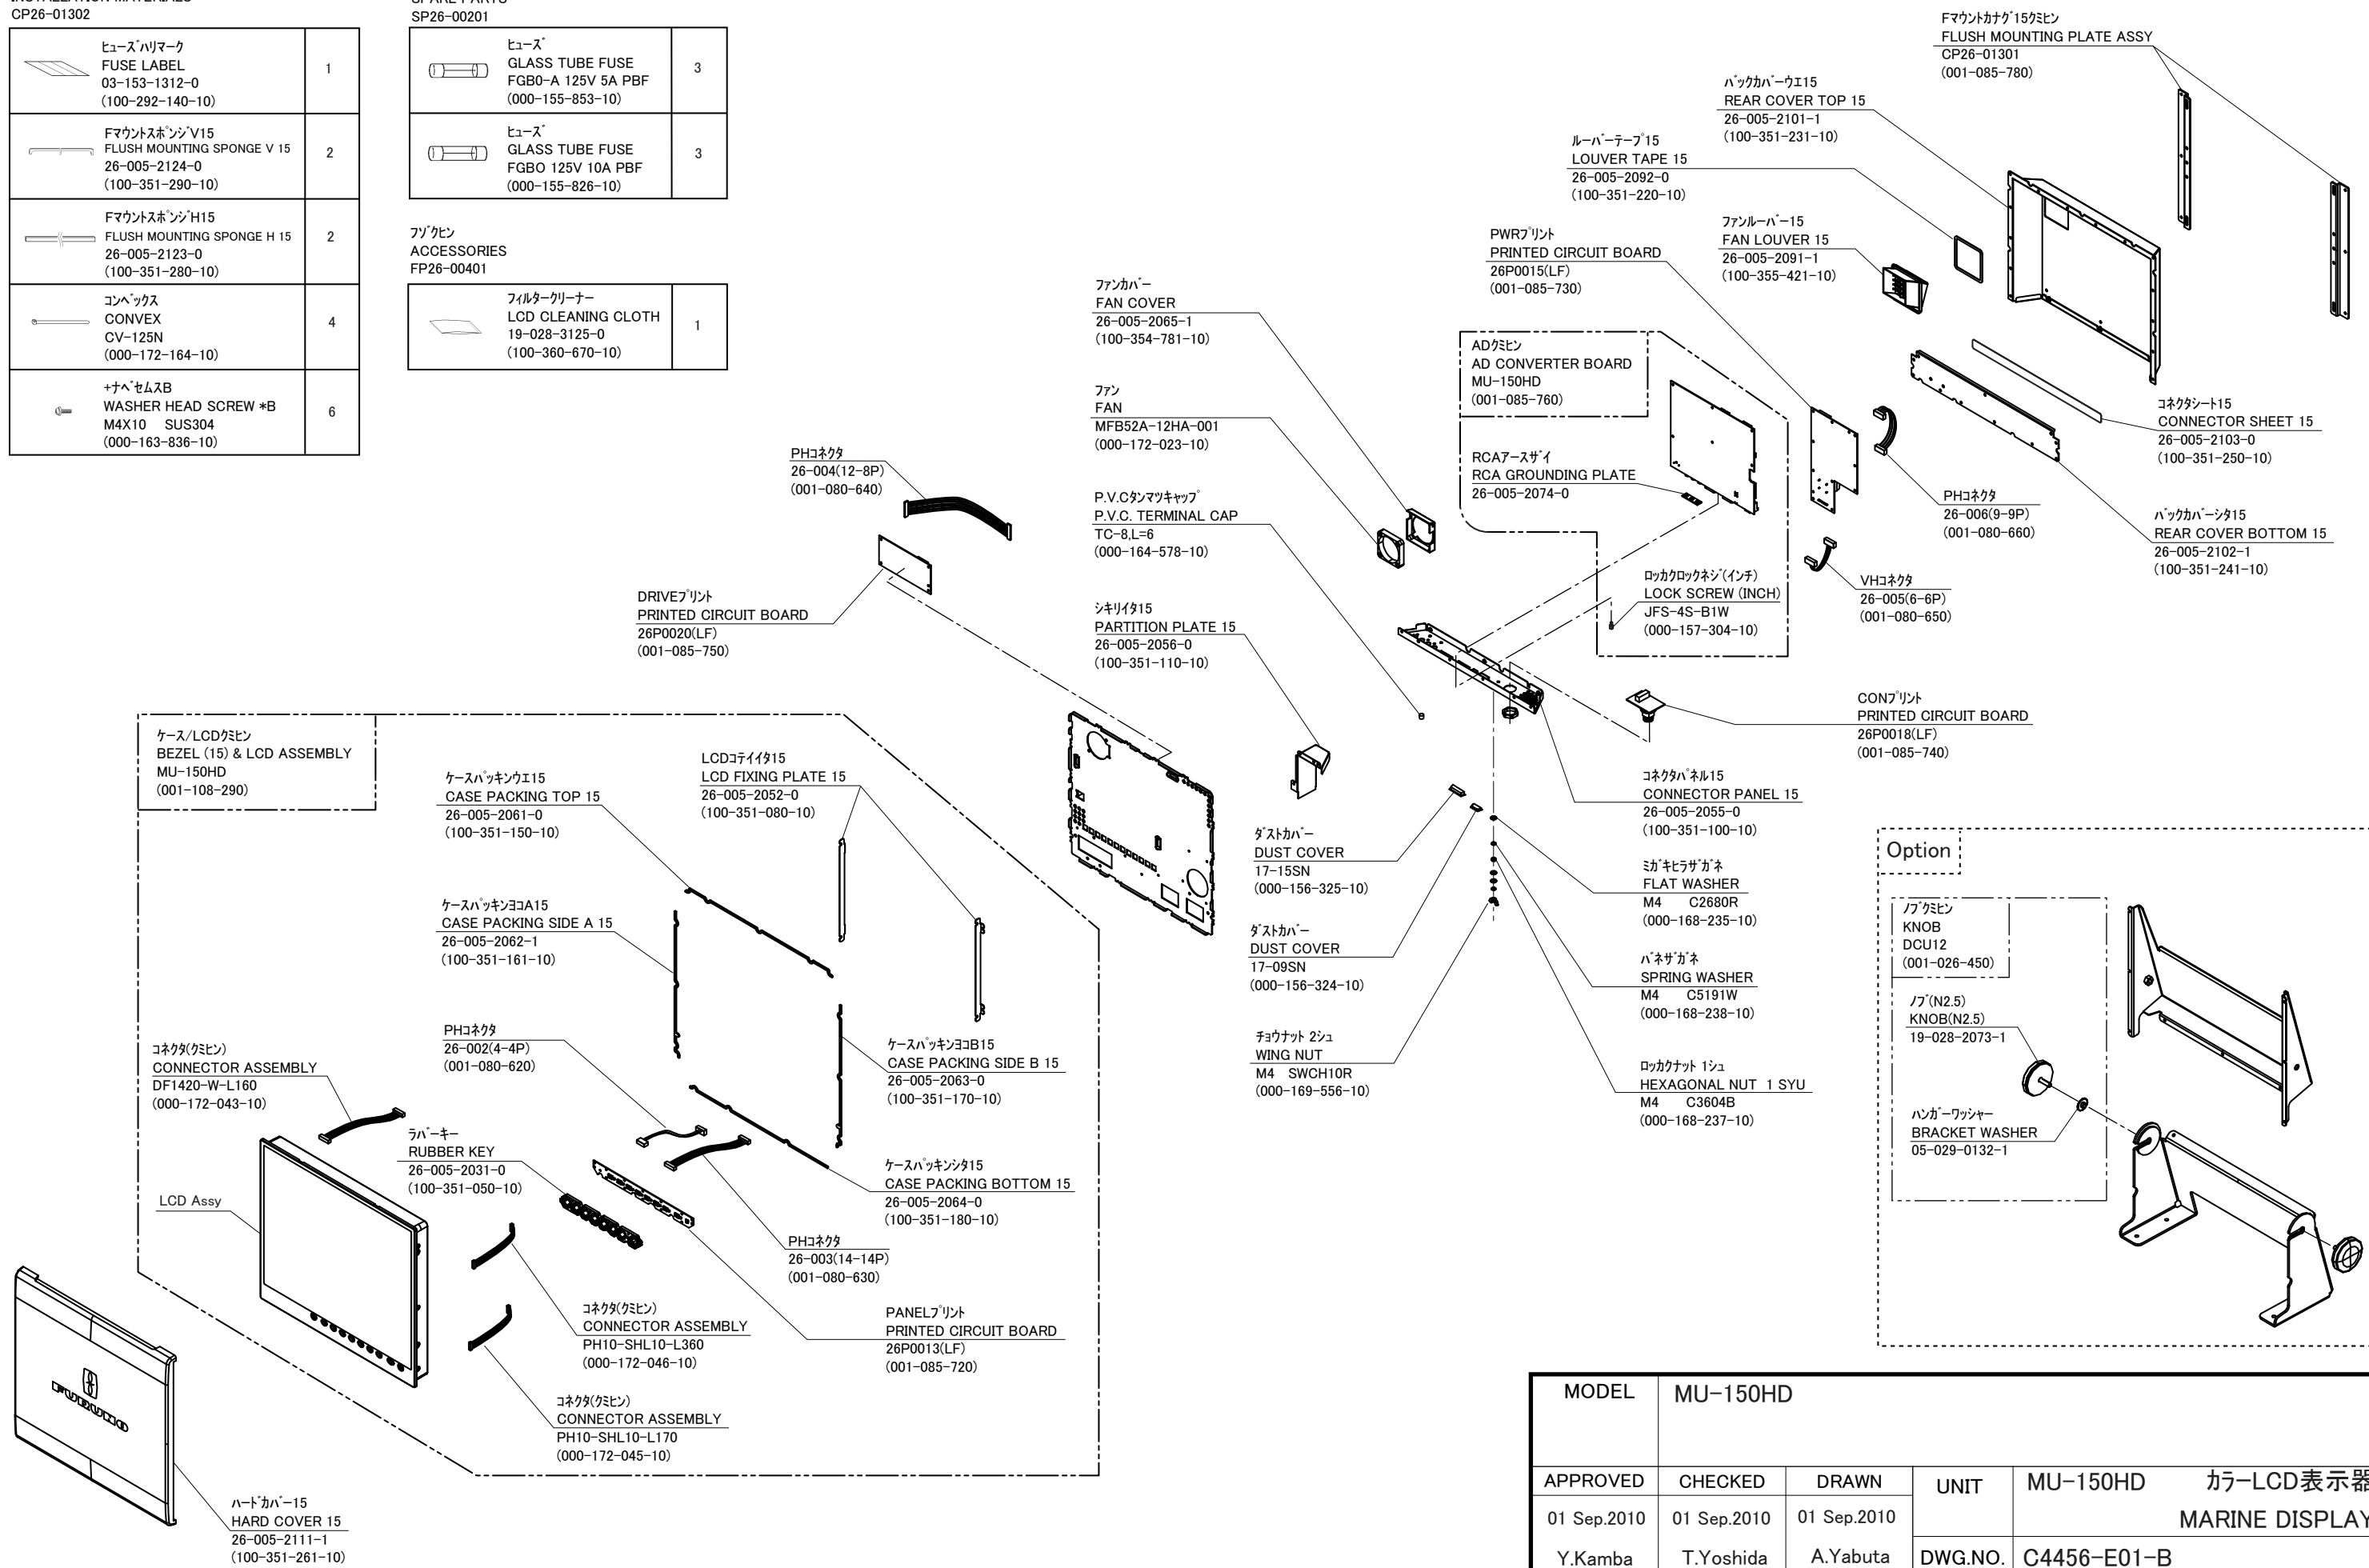 INSTALLATION MATERIALS
CP26-01302
ヒューズハリマーク
FUSE LABEL
03-153-1312-0
(100-292-140-10)
1
FマウントスポンジV15
FLUSH MOUNTING SPONGE V 15
26-005-2124-0
(100-351-290-10)
2
FマウントスポンジH15
FLUSH MOUNTING SPONGE H 15
26-005-2123-0
(100-351-280-10)
2
コンベックス
CONVEX
CV-125N
(000-172-164-10)
4
+ナベセムスB
WASHER HEAD SCREW *B
M4X10 SUS304
(000-163-836-10)
6
SPARE PARTS
SP26-00201
ヒューズ
GLASS TUBE FUSE
FGB0-A 125V 5A PBF
(000-155-853-10)
3
ヒューズ
GLASS TUBE FUSE
FGBO 125V 10A PBF
(000-155-826-10)
3
フゾクヒン
ACCESSORIES
FP26-00401
フィルタークリーナー
LCD CLEANING CLOTH
19-028-3125-0
(100-360-670-10)
1
Fマウントカナグ15クミヒン
FLUSH MOUNTING PLATE ASSY
CP26-01301
(001-085-780)
バックカバーウエ15
REAR COVER TOP 15
26-005-2101-1
(100-351-231-10)
ルーバーテープ15
LOUVER TAPE 15
26-005-2092-0
(100-351-220-10)
ファンルーバー15
FAN LOUVER 15
26-005-2091-1
(100-355-421-10)
PWRプリント
PRINTED CIRCUIT BOARD
26P0015(LF)
(001-085-730)
ファンカバー
FAN COVER
26-005-2065-1
(100-354-781-10)
ADクミヒン
AD CONVERTER BOARD
MU-150HD
(001-085-760)
ファン
FAN
MFB52A-12HA-001
(000-172-023-10)
RCAアースザイ
RCA GROUNDING PLATE
26-005-2074-0
コネクタシート15
CONNECTOR SHEET 15
26-005-2103-0
(100-351-250-10)
PHコネクタ
26-004(12-8P)
(001-080-640)
P.V.Cタンマツキャップ
P.V.C. TERMINAL CAP
TC-8,L=6
(000-164-578-10)
PHコネクタ
26-006(9-9P)
(001-080-660)
バックカバーシタ15
REAR COVER BOTTOM 15
26-005-2102-1
(100-351-241-10)
ロッカクロックネジ(インチ)
LOCK SCREW (INCH)
JFS-4S-B1W
(000-157-304-10)
VHコネクタ
26-005(6-6P)
(001-080-650)
DRIVEプリント
PRINTED CIRCUIT BOARD
26P0020(LF)
(001-085-750)
シキリイタ15
PARTITION PLATE 15
26-005-2056-0
(100-351-110-10)
CONプリント
PRINTED CIRCUIT BOARD
26P0018(LF)
(001-085-740)
ケース/LCDクミヒン
BEZEL (15) & LCD ASSEMBLY
MU-150HD
(001-108-290)
ケースパッキンウエ15
CASE PACKING TOP 15
26-005-2061-0
(100-351-150-10)
LCDコテイイタ15
LCD FIXING PLATE 15
26-005-2052-0
(100-351-080-10)
コネクタパネル15
CONNECTOR PANEL 15
26-005-2055-0
(100-351-100-10)
ダストカバー
DUST COVER
17-15SN
(000-156-325-10)
ミガキヒラザガネ
FLAT WASHER
M4 C2680R
(000-168-235-10)
ケースパッキンヨコA15
CASE PACKING SIDE A 15
26-005-2062-1
(100-351-161-10)
ダストカバー
DUST COVER
17-09SN
(000-156-324-10)
バネザガネ
SPRING WASHER
M4 C5191W
(000-168-238-10)
PHコネクタ
26-002(4-4P)
(001-080-620)
ケースパッキンヨコB15
CASE PACKING SIDE B 15
26-005-2063-0
(100-351-170-10)
チョウナット 2シュ
WING NUT
M4 SWCH10R
(000-169-556-10)
ロッカクナット 1シュ
HEXAGONAL NUT 1 SYU
M4 C3604B
(000-168-237-10)
コネクタ(クミヒン)
CONNECTOR ASSEMBLY
DF1420-W-L160
(000-172-043-10)
ラバーキー
RUBBER KEY
26-005-2031-0
(100-351-050-10)
ケースパッキンシタ15
CASE PACKING BOTTOM 15
26-005-2064-0
(100-351-180-10)
LCD Assy
PHコネクタ
26-003(14-14P)
(001-080-630)
コネクタ(クミヒン)
CONNECTOR ASSEMBLY
PH10-SHL10-L360
(000-172-046-10)
PANELプリント
PRINTED CIRCUIT BOARD
26P0013(LF)
(001-085-720)
コネクタ(クミヒン)
CONNECTOR ASSEMBLY
PH10-SHL10-L170
(000-172-045-10)
FURUNO
ハードカバー15
HARD COVER 15
26-005-2111-1
(100-351-261-10)
Option
ノブクミヒン
KNOB
DCU12
(001-026-450)
ノブ(N2.5)
KNOB(N2.5)
19-028-2073-1
ハンガーワッシャー
BRACKET WASHER
05-029-0132-1
MODEL MU-150HD
APPROVED CHECKED DRAWN UNIT MU-150HD カラーLCD表示器
01 Sep.2010 01 Sep.2010 01 Sep.2010 MARINE DISPLAY
Y.Kamba T.Yoshida A.Yabuta DWG.NO. C4456-E01-B